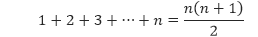 1 + 2 + 3 + ⋯ + n = n(n + 1)/2